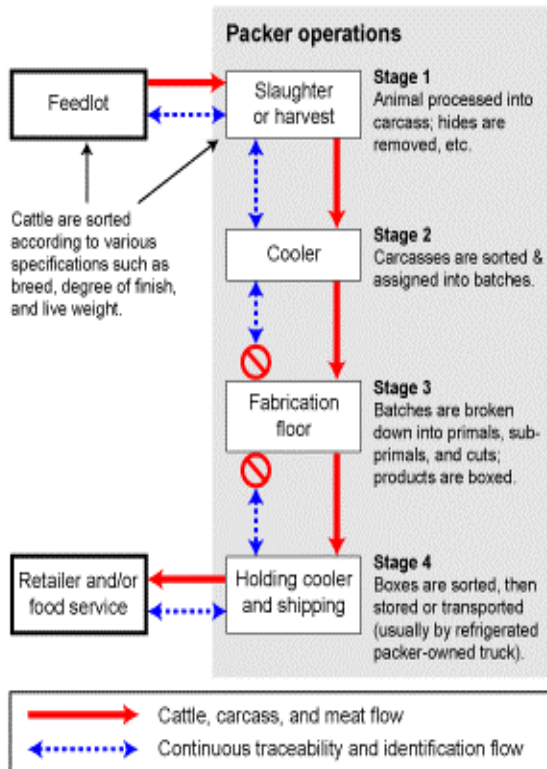 Packer operations
Feedlot
Slaughter
or harvest
Stage 1
Animal processed into
carcass; hides are
removed, etc.
Cattle are sorted
according to various
specifications such as
breed, degree of finish,
and live weight.
Cooler
Stage 2
Carcasses are sorted &
assigned into batches.
Fabrication
floor
Stage 3
Batches are broken
down into primals, sub-
primals, and cuts;
products are boxed.
Retailer and/or
food service
Holding cooler
and shipping
Stage 4
Boxes are sorted, then
stored or transported
(usually by refrigerated
packer-owned truck).
Cattle, carcass, and meat flow
Continuous traceability and identification flow